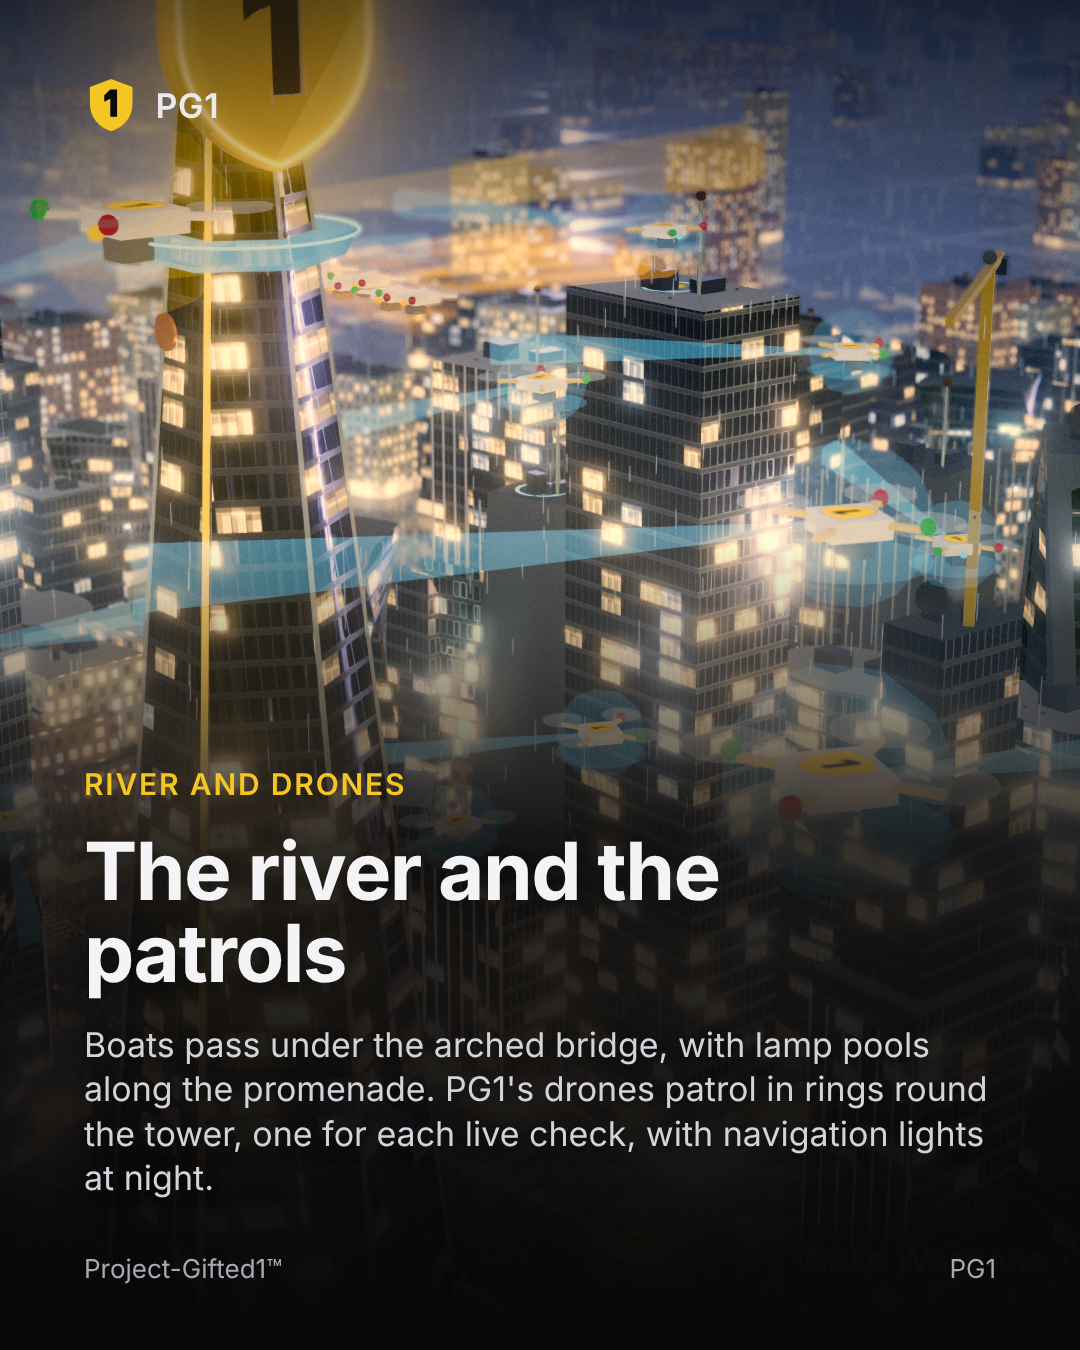 1
1 PG1
RIVER AND DRONES
The river and the
patrols
Boats pass under the arched bridge, with lamp pools
along the promenade. PG1's drones patrol in rings round
the tower, one for each live check, with navigation lights
at night.
Project-Gifted1™
PG1